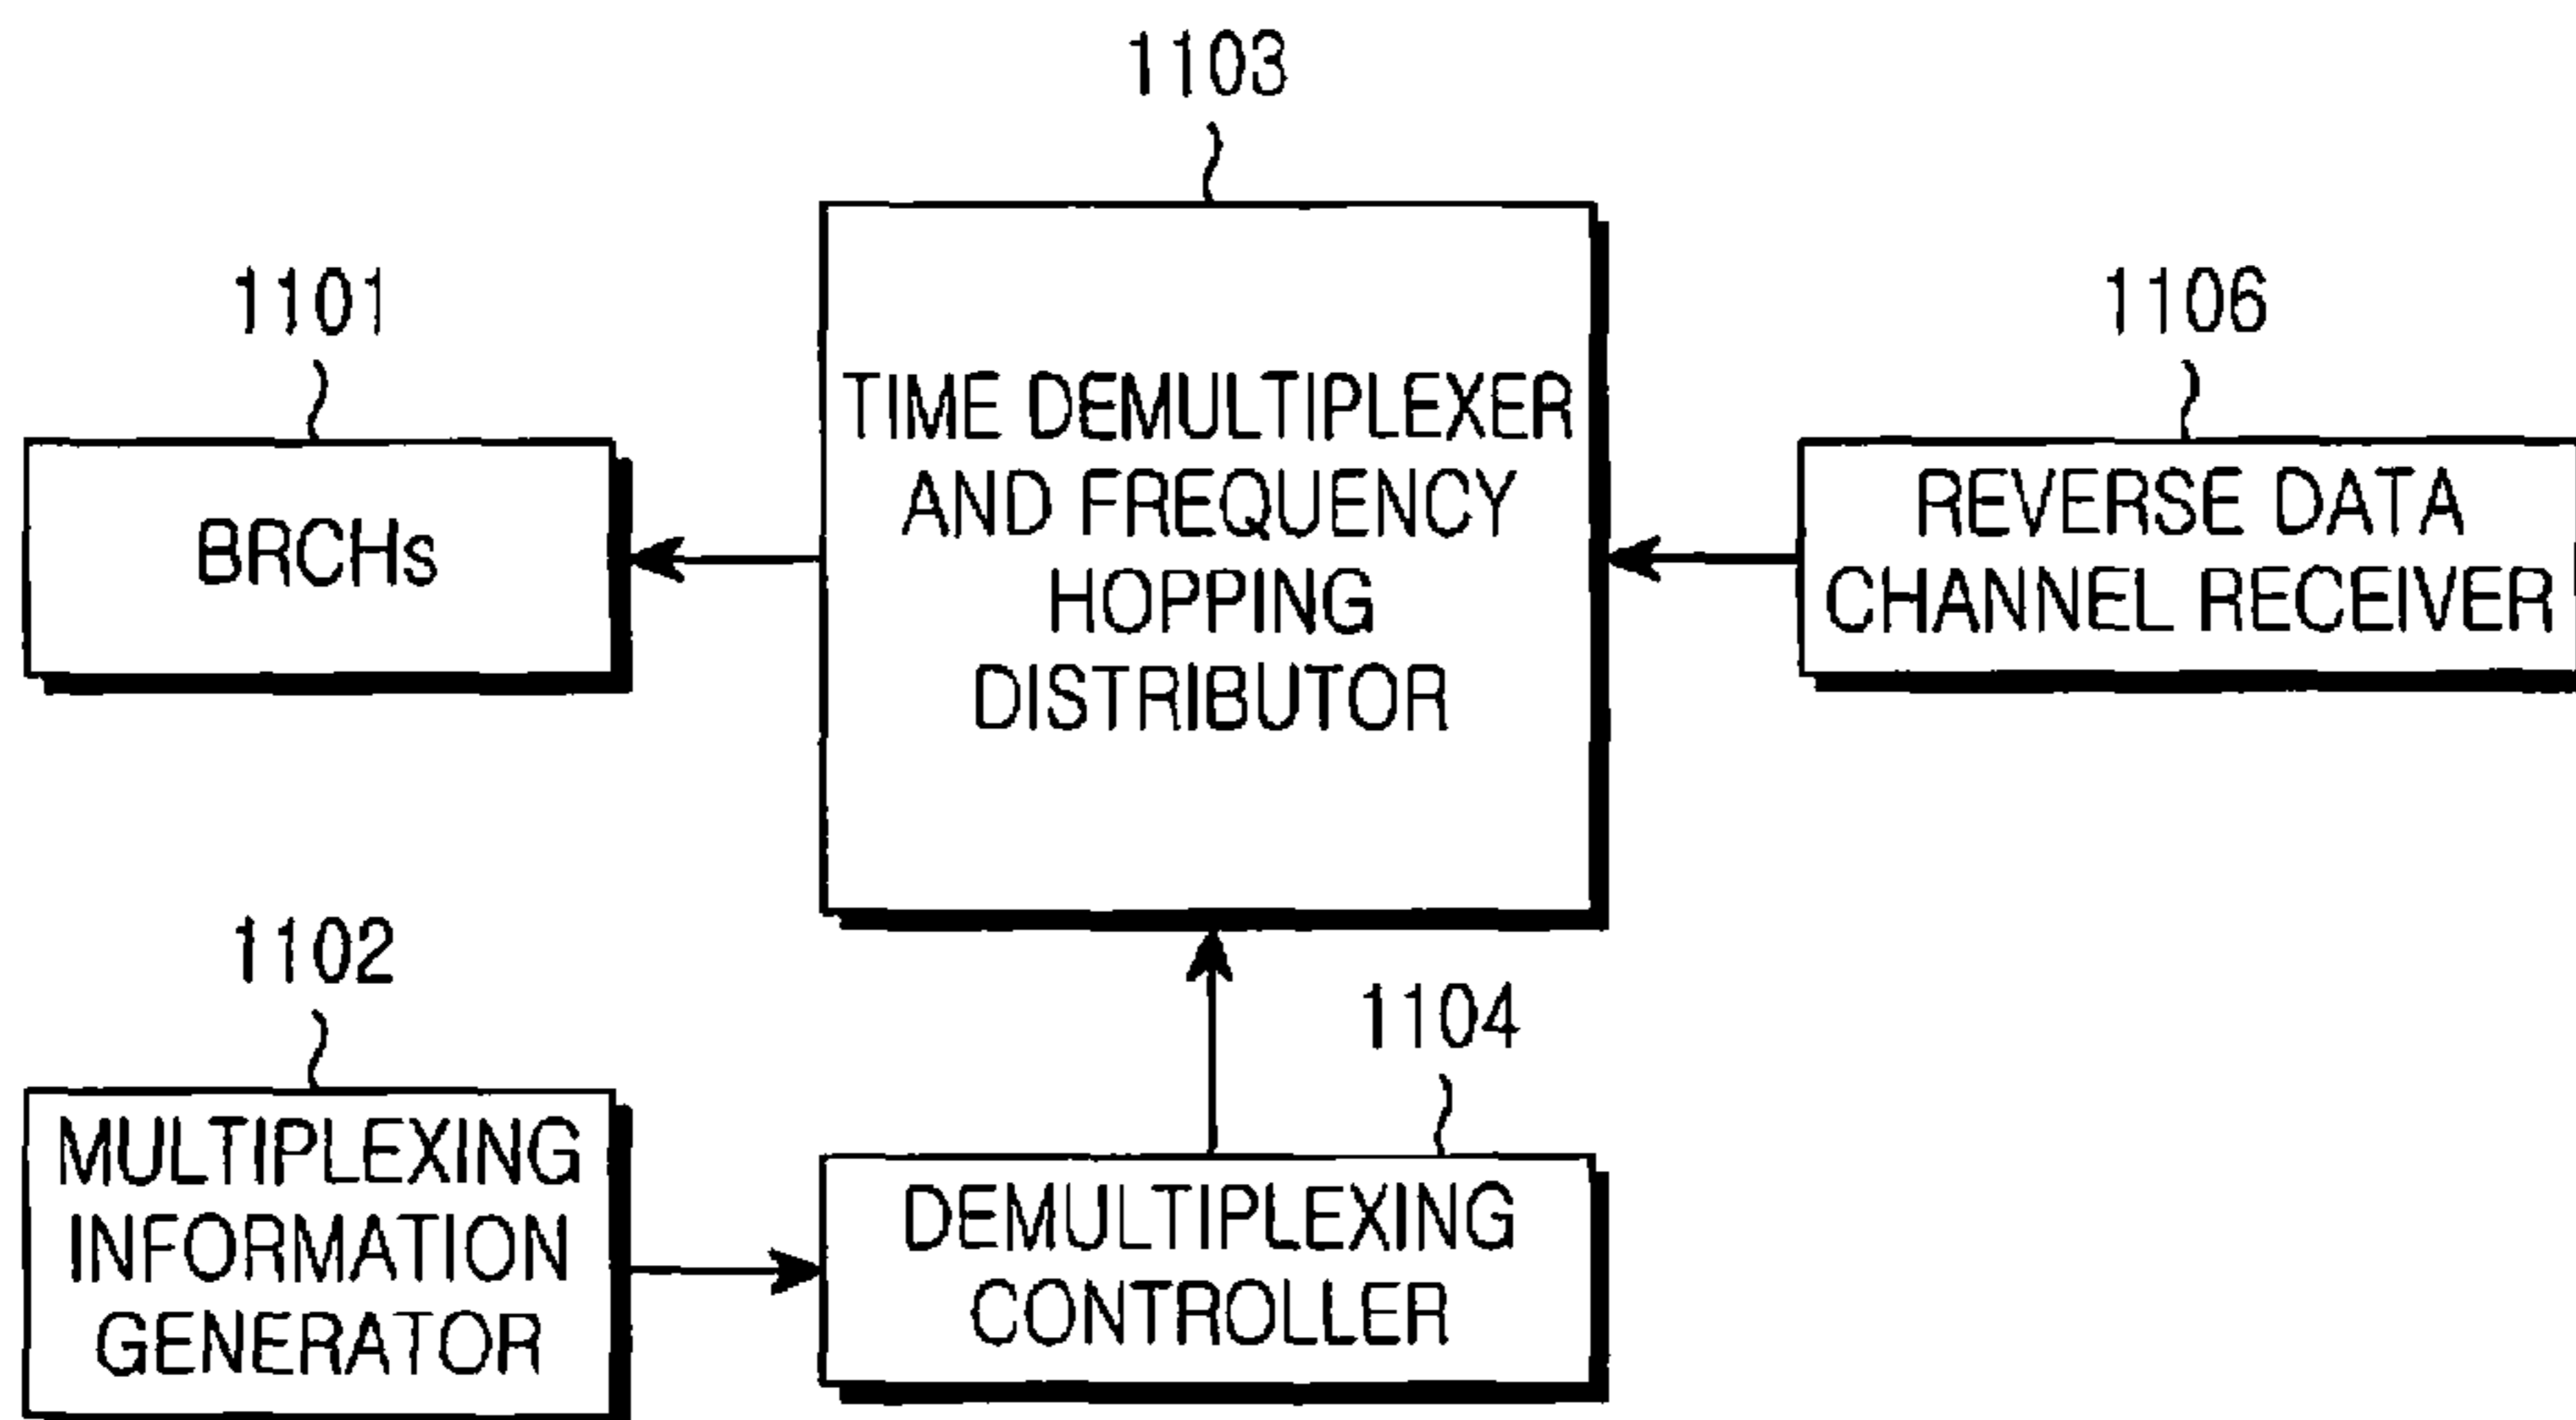 1103
1101
1106
TIME DEMULTIPLEXER
AND FREQUENCY
HOPPING
DISTRIBUTOR
BRCHs
REVERSE DATA
CHANNEL RECEIVER
1102
1104
MULTIPLEXING
INFORMATION
GENERATOR
DEMULTIPLEXING
CONTROLLER